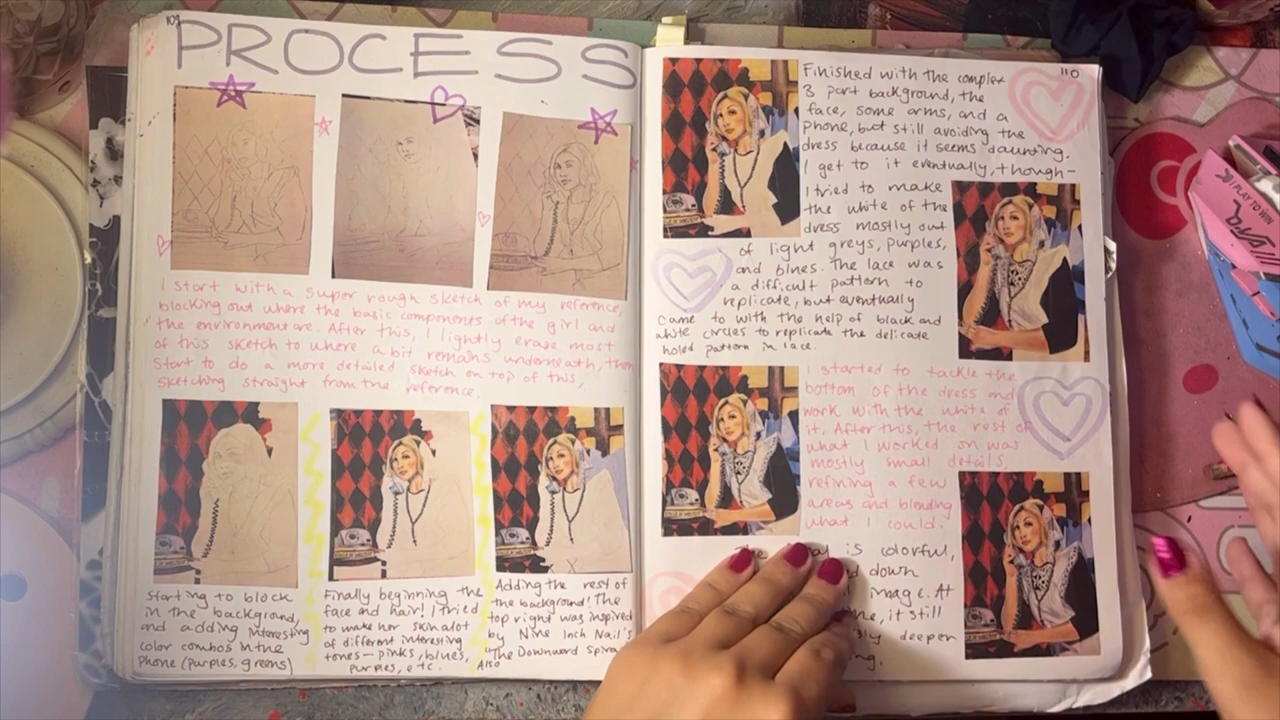 109
PROCESS
I start with a super rough sketch of my reference,
blocking out where the basic components of the girl and
the environment are. After this, I lightly erase most
of this sketch to where a bit remains underneath, then
start to do a more detailed sketch on top of this,
sketching straight from the reference.
Starting to block
in the background,
and adding interesting
color combos in the
phone (purples, greens)
Finally beginning the
face and hair! I tried
to make her skin a lot
of different interesting
tones - pinks, blues,
purples, etc.
Adding the rest of
the background! The
top right was inspired
by Nine Inch Nail's
"The Downward Spiral
Also
110
Finished with the complex
3 part background, the
face, some arms, and a
phone, but still avoiding the
dress because it seems daunting.
I get to it eventually, though-
I tried to make
the white of the
dress mostly out
of light greys, purples,
and blues. The lace was
a difficult pattern to
replicate, but eventually
came to with the help of black and
white circles to replicate the delicate
holed pattern in lace.
I started to tackle the
bottom of the dress and
work with the white of
it. After this, the rest of
what I worked on was
mostly small details,
refining a few
areas and blending
what I could.
is colorful,
down
image. At
it still
deeper
I PLAY TO WIN